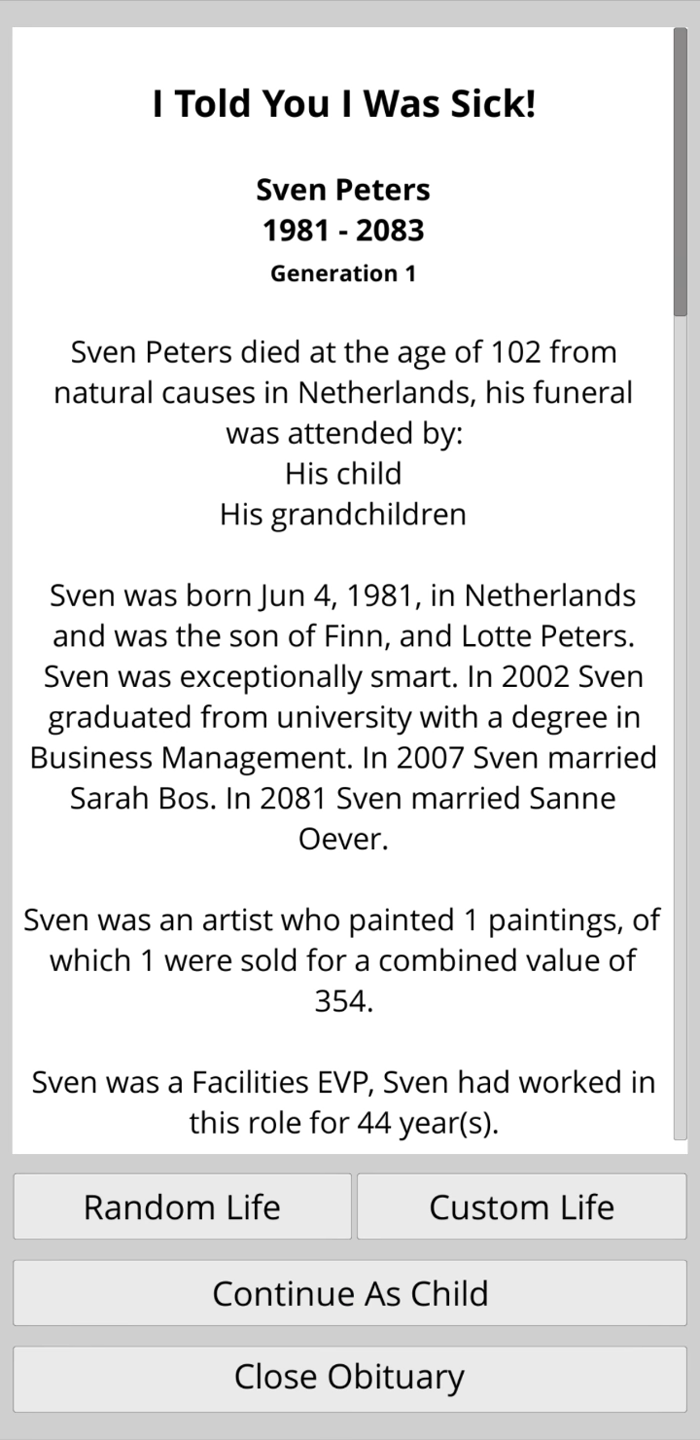 I Told You I Was Sick!
Sven Peters
1981 - 2083
Generation 1
Sven Peters died at the age of 102 from
natural causes in Netherlands, his funeral
was attended by:
His child
His grandchildren
Sven was born Jun 4, 1981, in Netherlands
and was the son of Finn, and Lotte Peters.
Sven was exceptionally smart. In 2002 Sven
graduated from university with a degree in
Business Management. In 2007 Sven married
Sarah Bos. In 2081 Sven married Sanne
Oever.
Sven was an artist who painted 1 paintings, of
which 1 were sold for a combined value of
354.
Sven was a Facilities EVP, Sven had worked in
this role for 44 year(s).
Random Life
Custom Life
Continue As Child
Close Obituary